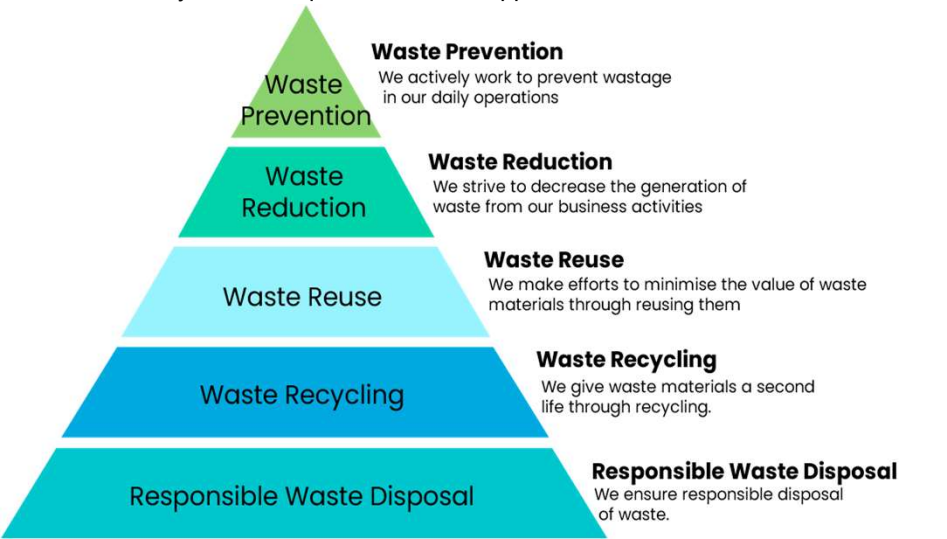 Waste
Prevention
Waste Prevention
We actively work to prevent wastage
in our daily operations
Waste
Reduction
Waste Reduction
We strive to decrease the generation of
waste from our business activities
Waste Reuse
Waste Reuse
We make efforts to minimise the value of waste
materials through reusing them
Waste Recycling
Waste Recycling
We give waste materials a second
life through recycling.
Responsible Waste Disposal
Responsible Waste Disposal
We ensure responsible disposal
of waste.